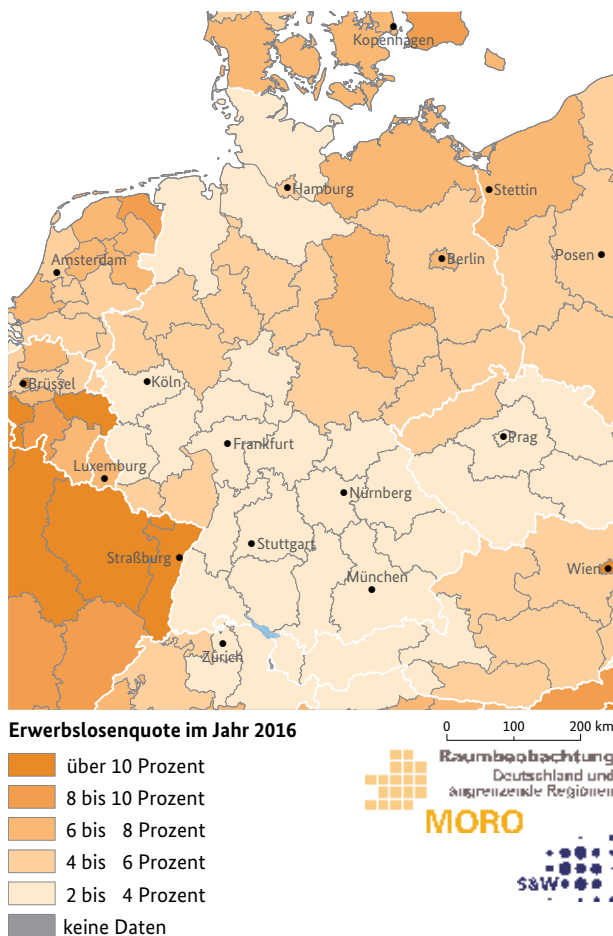 Kopenhagen
Hamburg
Stettin
Amsterdam
Berlin
Posen
Brüssel
Köln
Frankfurt
Prag
Luxemburg
Nürnberg
Straßburg
Stuttgart
Wien
München
Zürich
Erwerbslosenquote im Jahr 2016
0 100 200 km
über 10 Prozent
8 bis 10 Prozent
6 bis 8 Prozent
4 bis 6 Prozent
2 bis 4 Prozent
keine Daten
Raumbeobachtung
Deutschland und
angrenzende Regionen
MORO
S&W